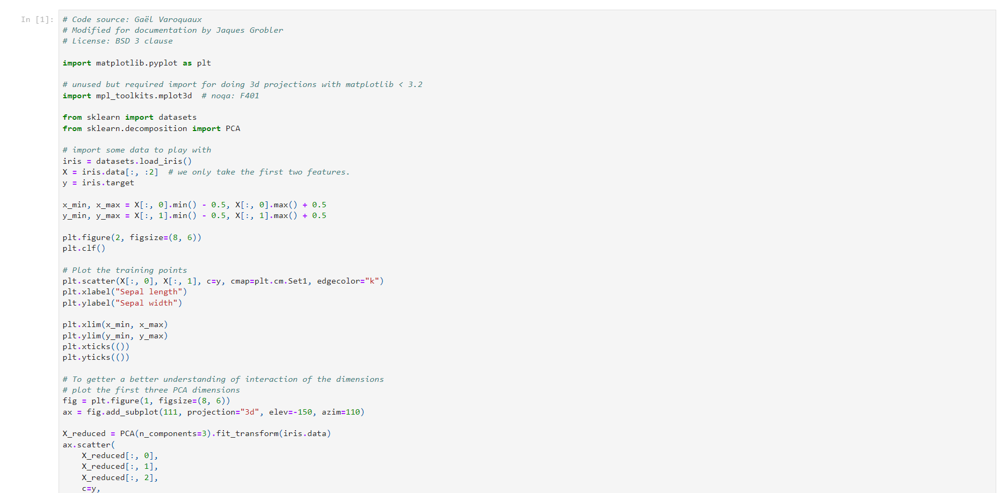 In [1]:
# Code source: Gaël Varoquaux
# Modified for documentation by Jaques Grobler
# License: BSD 3 clause

import matplotlib.pyplot as plt

# unused but required import for doing 3d projections with matplotlib < 3.2
import mpl_toolkits.mplot3d  # noqa: F401

from sklearn import datasets
from sklearn.decomposition import PCA

# import some data to play with
iris = datasets.load_iris()
X = iris.data[:, :2]  # we only take the first two features.
y = iris.target

x_min, x_max = X[:, 0].min() - 0.5, X[:, 0].max() + 0.5
y_min, y_max = X[:, 1].min() - 0.5, X[:, 1].max() + 0.5

plt.figure(2, figsize=(8, 6))
plt.clf()

# Plot the training points
plt.scatter(X[:, 0], X[:, 1], c=y, cmap=plt.cm.Set1, edgecolor="k")
plt.xlabel("Sepal length")
plt.ylabel("Sepal width")

plt.xlim(x_min, x_max)
plt.ylim(y_min, y_max)
plt.xticks(())
plt.yticks(())

# To getter a better understanding of interaction of the dimensions
# plot the first three PCA dimensions
fig = plt.figure(1, figsize=(8, 6))
ax = fig.add_subplot(111, projection="3d", elev=-150, azim=110)

X_reduced = PCA(n_components=3).fit_transform(iris.data)
ax.scatter(
    X_reduced[:, 0],
    X_reduced[:, 1],
    X_reduced[:, 2],
    c=y,